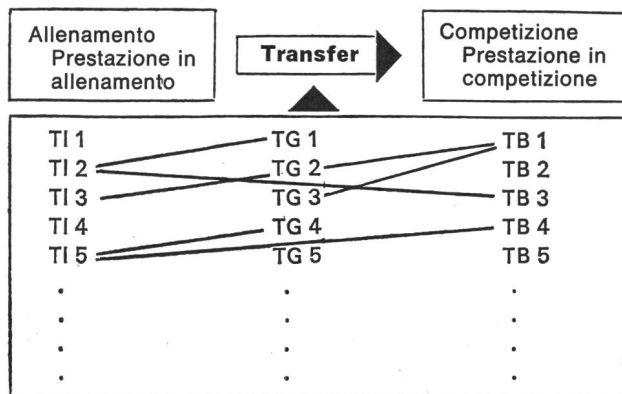 Allenamento
Prestazione in
allenamento
Transfer
Competizione
Prestazione in
competizione
TI 1 TG 1 TB 1
TI 2 TG 2 TB 2
TI 3 TG 3 TB 3
TI 4 TG 4 TB 4
TI 5 TG 5 TB 5